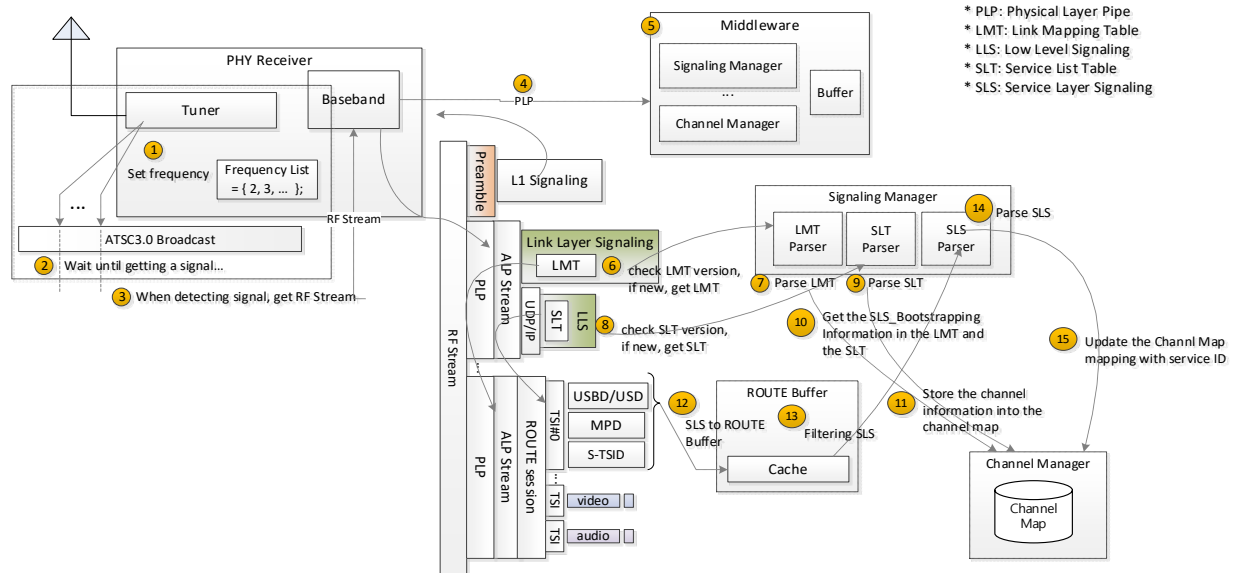 * PLP: Physical Layer Pipe
* LMT: Link Mapping Table
* LLS: Low Level Signaling
* SLT: Service List Table
* SLS: Service Layer Signaling
PHY Receiver
Tuner
Baseband
1
Set frequency
Frequency List
= { 2, 3, … };
...
RF Stream
ATSC3.0 Broadcast
2
Wait until getting a signal…
3
When detecting signal, get RF Stream
4
PLP
5
Middleware
Signaling Manager
...
Channel Manager
Buffer
RF Stream
Preamble
L1 Signaling
PLP
ALP Stream
Link Layer Signaling
LMT
6
check LMT version,
if new, get LMT
UDP/IP
SLT
LLS
8
check SLT version,
if new, get SLT
...
PLP
ALP Stream
ROUTE session
TSI#0
USBD/USD
MPD
S-TSID
...
TSI
video
TSI
audio
12
SLS to ROUTE
Buffer
ROUTE Buffer
13
Filtering SLS
Cache
Signaling Manager
LMT
Parser
SLT
Parser
SLS
Parser
14
Parse SLS
7
Parse LMT
9
Parse SLT
10
Get the SLS_Bootstrapping
Information in the LMT and
the SLT
11
Store the channel
information into the
channel map
15
Update the Channl Map
mapping with service ID
Channel Manager
Channel
Map